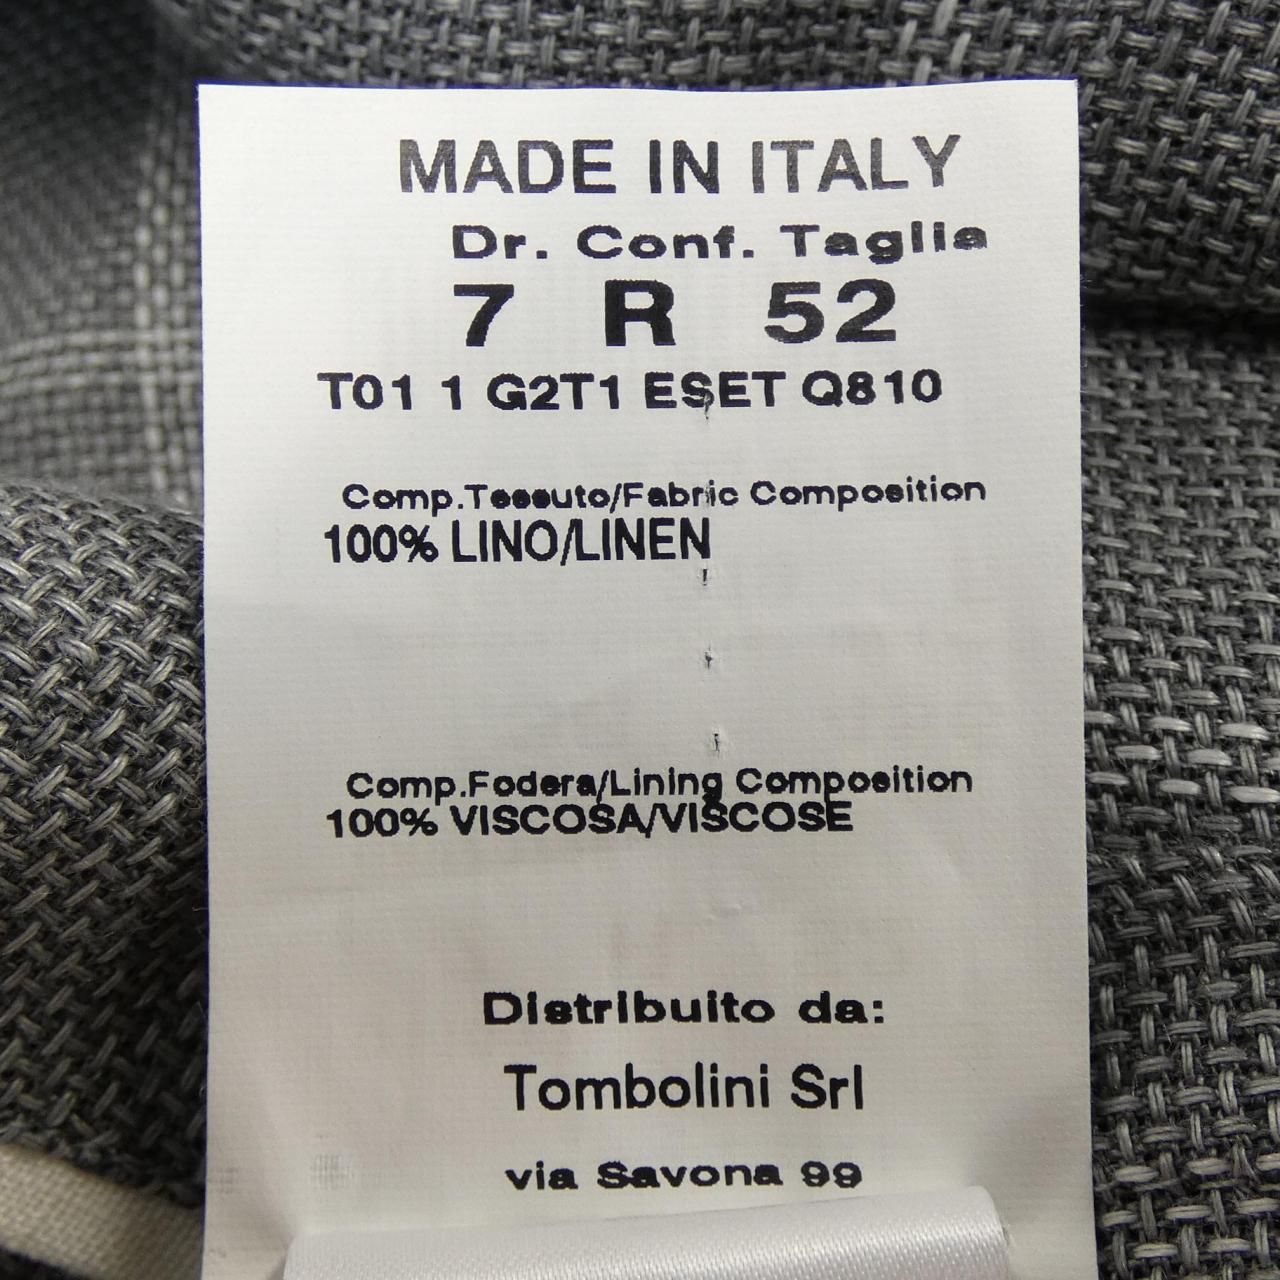 MADE IN ITALY
Dr. Conf. Taglia
7 R 52
T01 1 G2T1 ESET Q810
Comp.Tessuto/Fabric Composition
100% LINO/LINEN
Comp.Fodera/Lining Composition
100% VISCOSA/VISCOSE
Distribuito da:
Tombolini Srl
via Savona 99